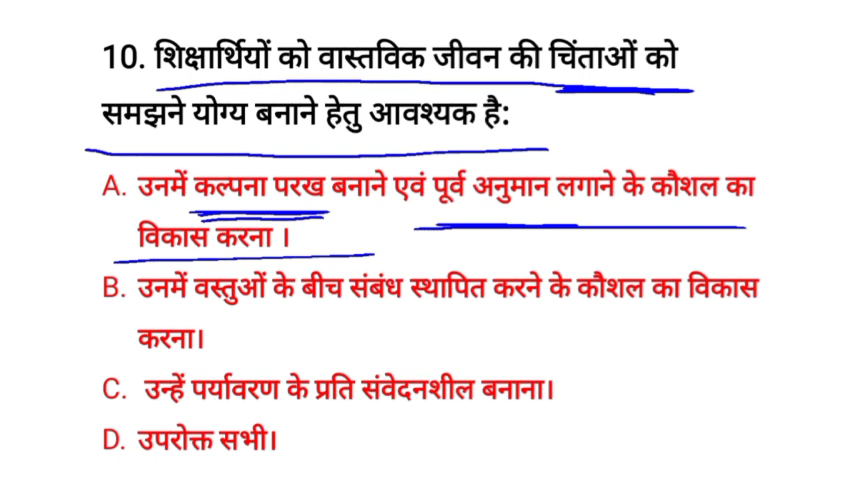 10. शिक्षार्थियों को वास्तविक जीवन की चिंताओं को
समझने योग्य बनाने हेतु आवश्यक है:
A. उनमें कल्पना परख बनाने एवं पूर्व अनुमान लगाने के कौशल का
विकास करना ।
B. उनमें वस्तुओं के बीच संबंध स्थापित करने के कौशल का विकास
करना।
C. उन्हें पर्यावरण के प्रति संवेदनशील बनाना।
D. उपरोक्त सभी।